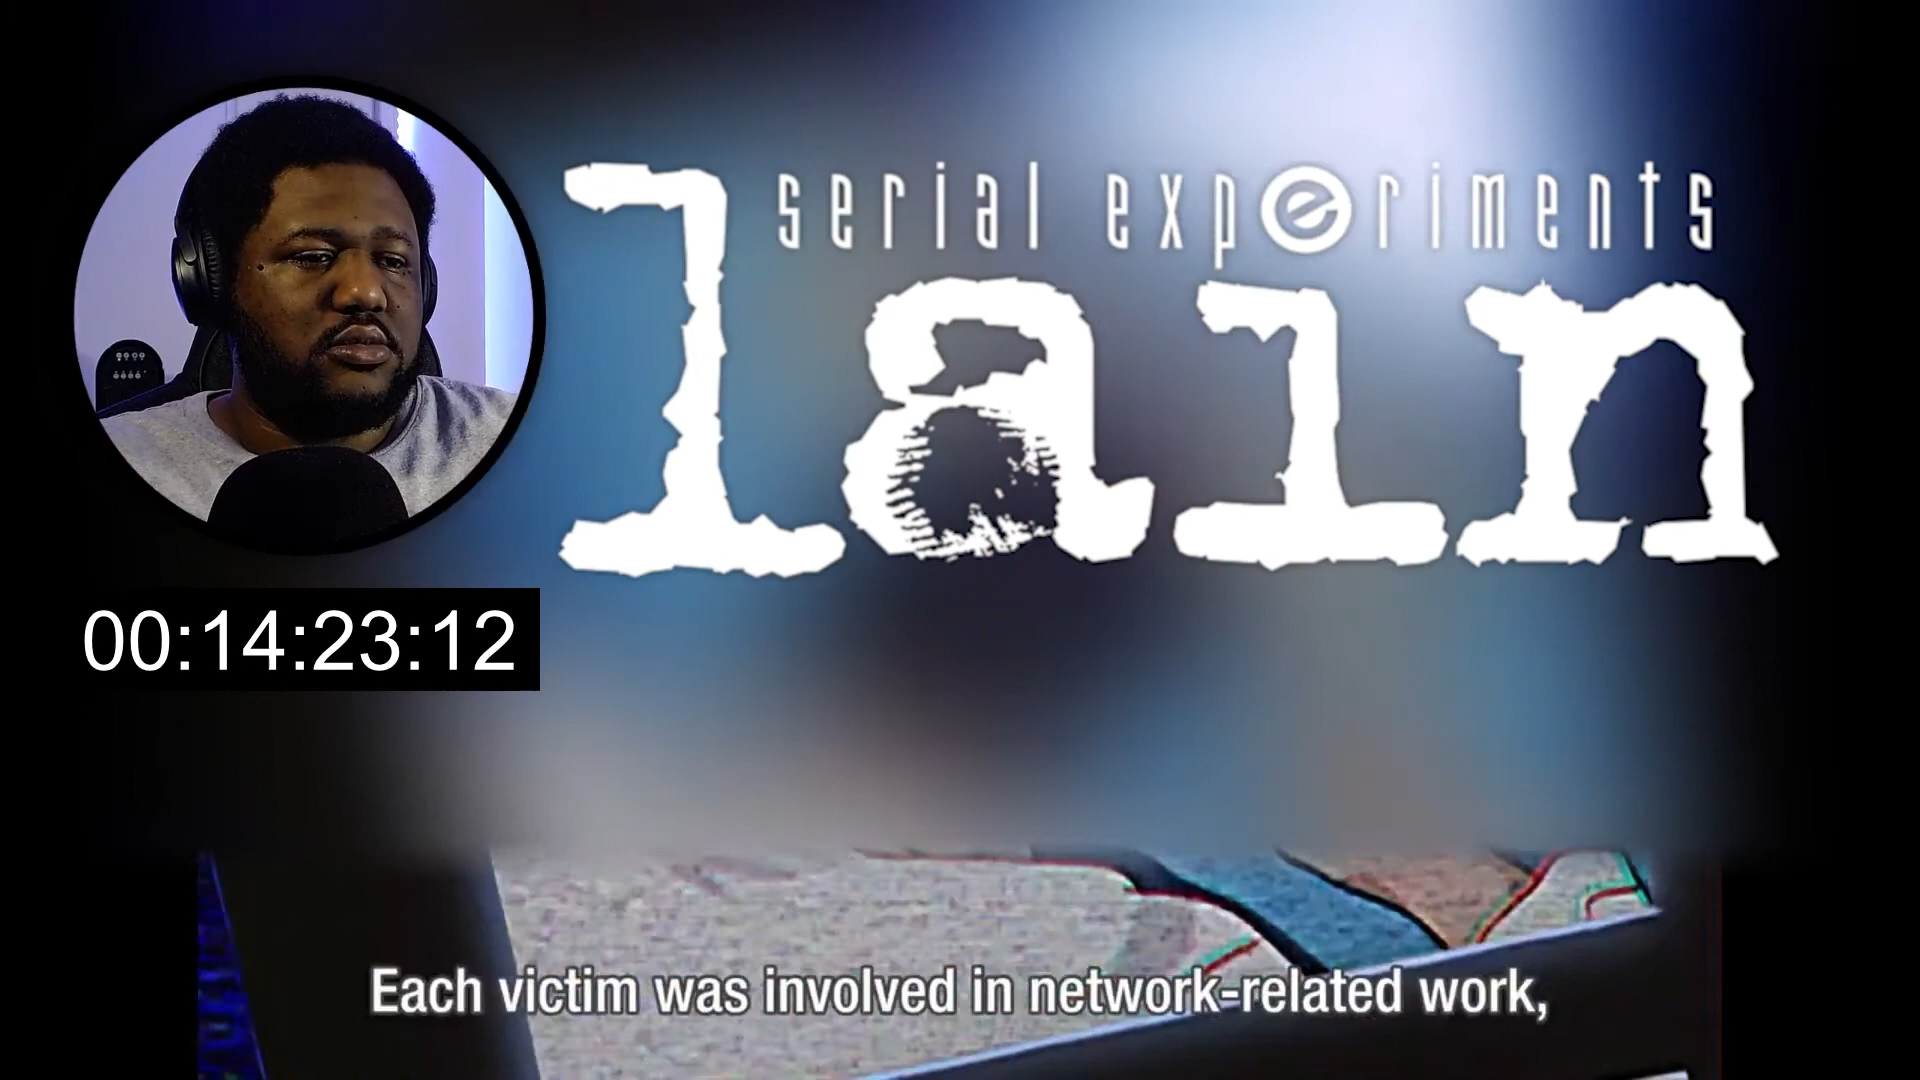 serial experiments
lain
00:14:23:12
Each victim was involved in network-related work,